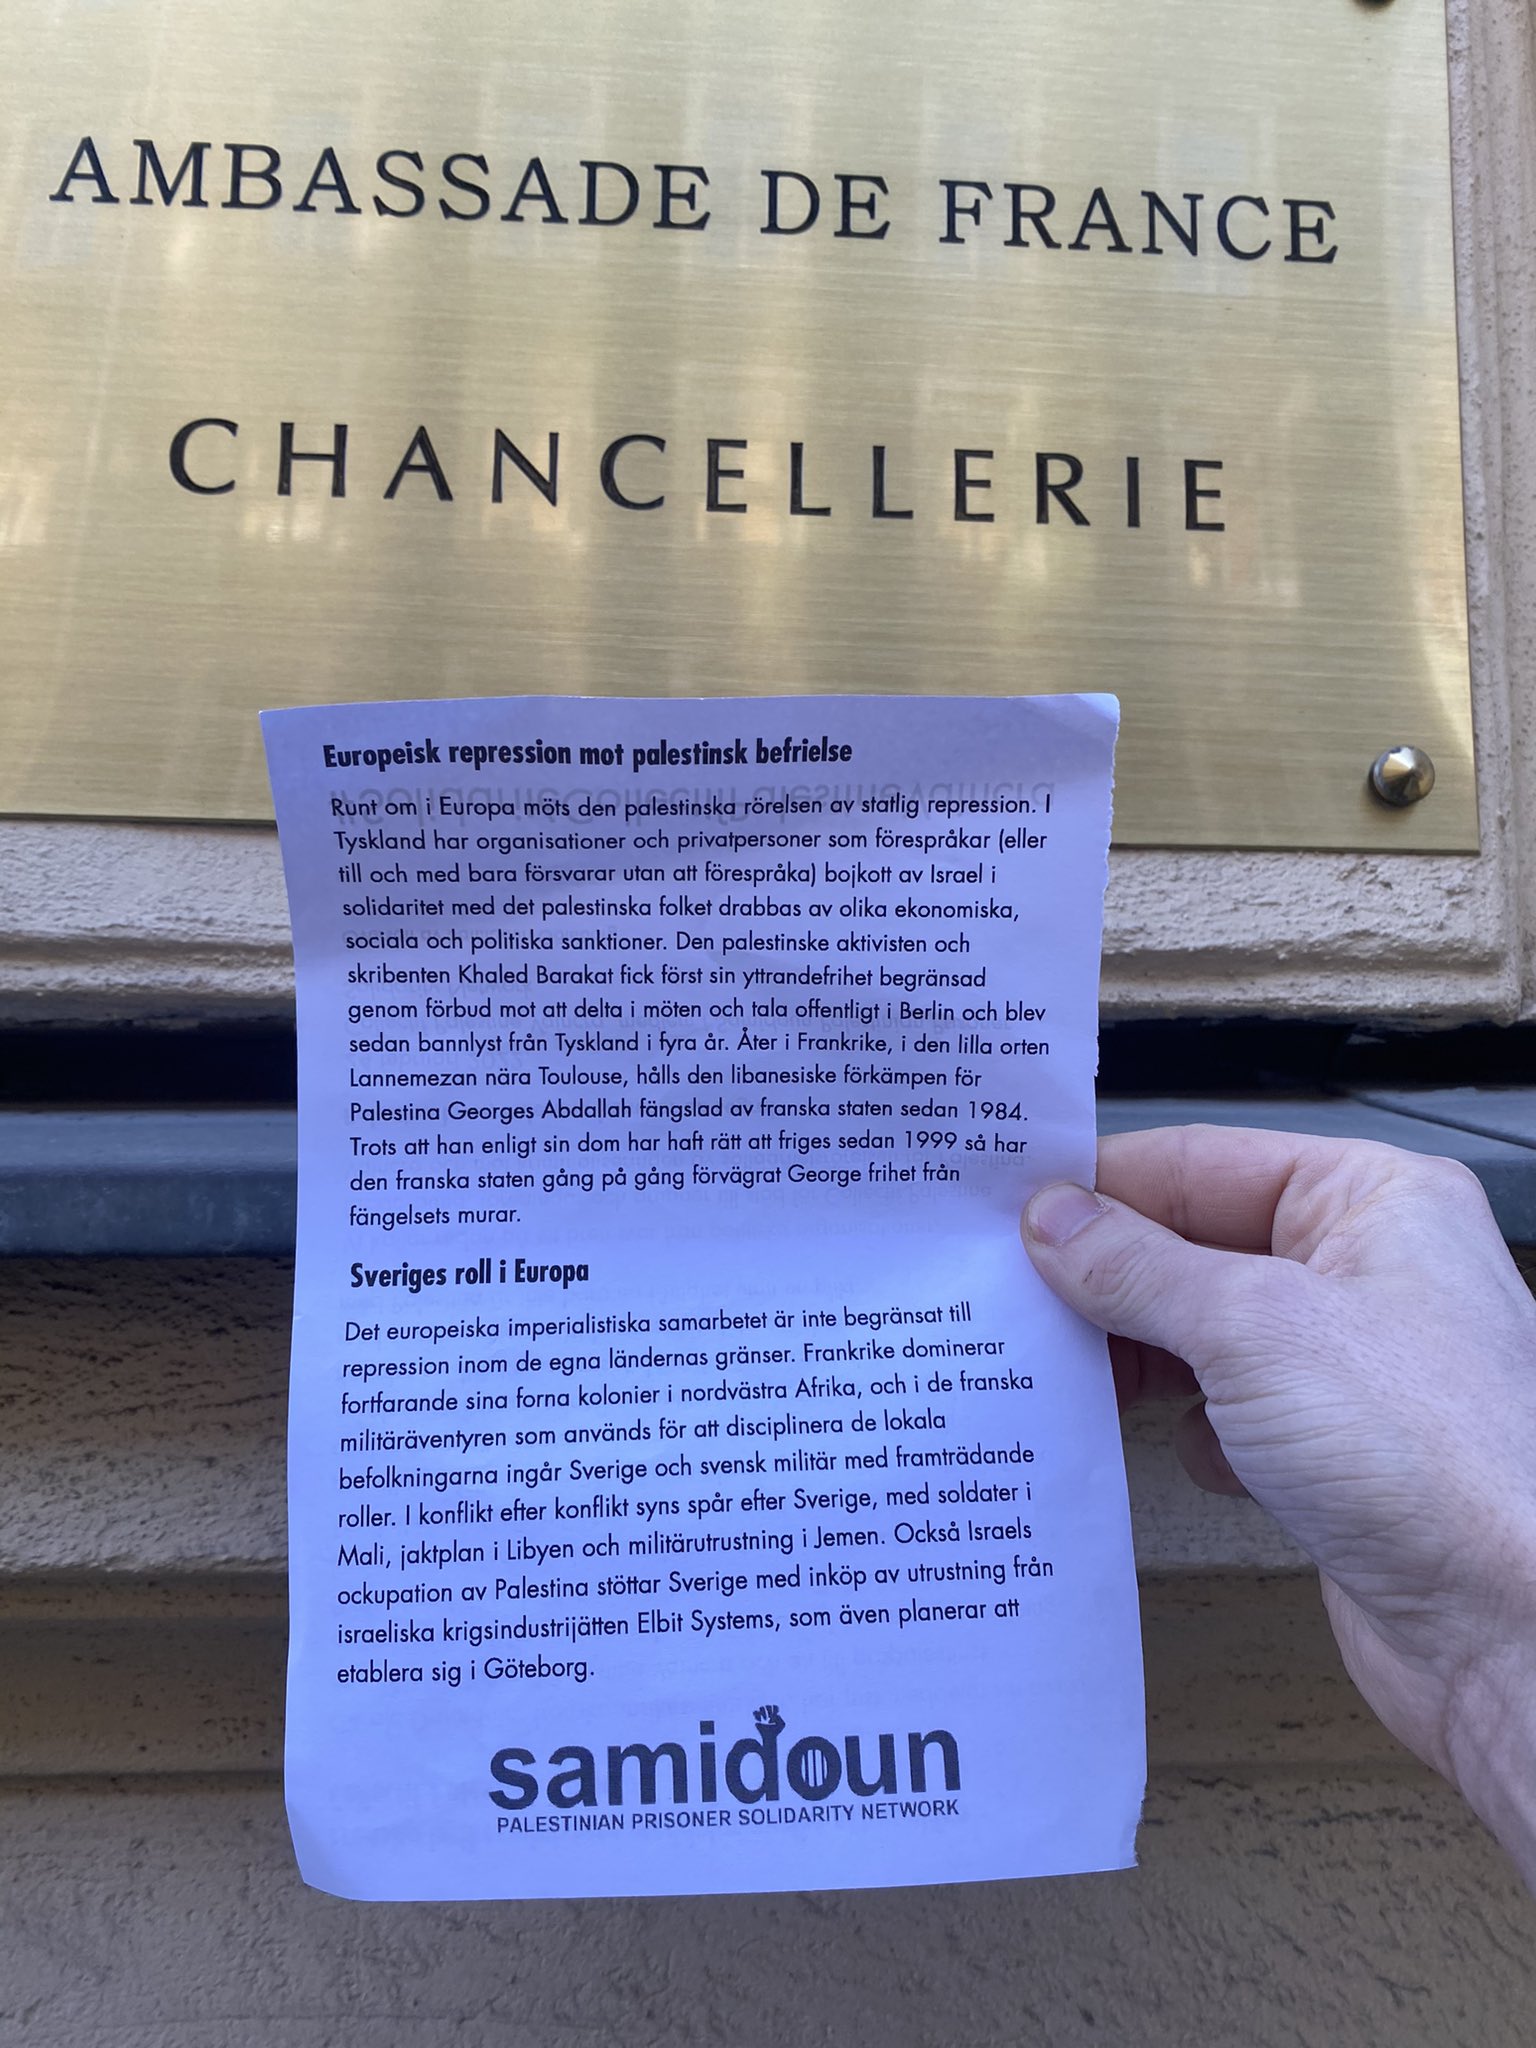 AMBASSADE DE FRANCE
CHANCELLERIE
Europeisk repression mot palestinsk befrielse
Runt om i Europa möts den palestinska rörelsen av statlig repression. I
Tyskland har organisationer och privatpersoner som förespråkar (eller
till och med bara försvarar utan att förespråka) bojkott av Israel i
solidaritet med det palestinska folket drabbas av olika ekonomiska,
sociala och politiska sanktioner. Den palestinske aktivisten och
skribenten Khaled Barakat fick först sin yttrandefrihet begränsad
genom förbud mot att delta i möten och tala offentligt i Berlin och blev
sedan bannlyst från Tyskland i fyra år. Åter i Frankrike, i den lilla orten
Lannemezan nära Toulouse, hålls den libanesiske förkämpen för
Palestina Georges Abdallah fängslad av franska staten sedan 1984.
Trots att han enligt sin dom har haft rätt att friges sedan 1999 så har
den franska staten gång på gång förvägrat George frihet från
fängelsets murar.
Sveriges roll i Europa
Det europeiska imperialistiska samarbetet är inte begränsat till
repression inom de egna ländernas gränser. Frankrike dominerar
fortfarande sina forna kolonier i nordvästra Afrika, och i de franska
militäräventyren som används för att disciplinera de lokala
befolkningarna ingår Sverige och svensk militär med framträdande
roller. I konflikt efter konflikt syns spår efter Sverige, med soldater i
Mali, jaktplan i Libyen och militärutrustning i Jemen. Också Israels
ockupation av Palestina stöttar Sverige med inköp av utrustning från
israeliska krigsindustrijätten Elbit Systems, som även planerar att
etablera sig i Göteborg.
samidoun
PALESTINIAN PRISONER SOLIDARITY NETWORK